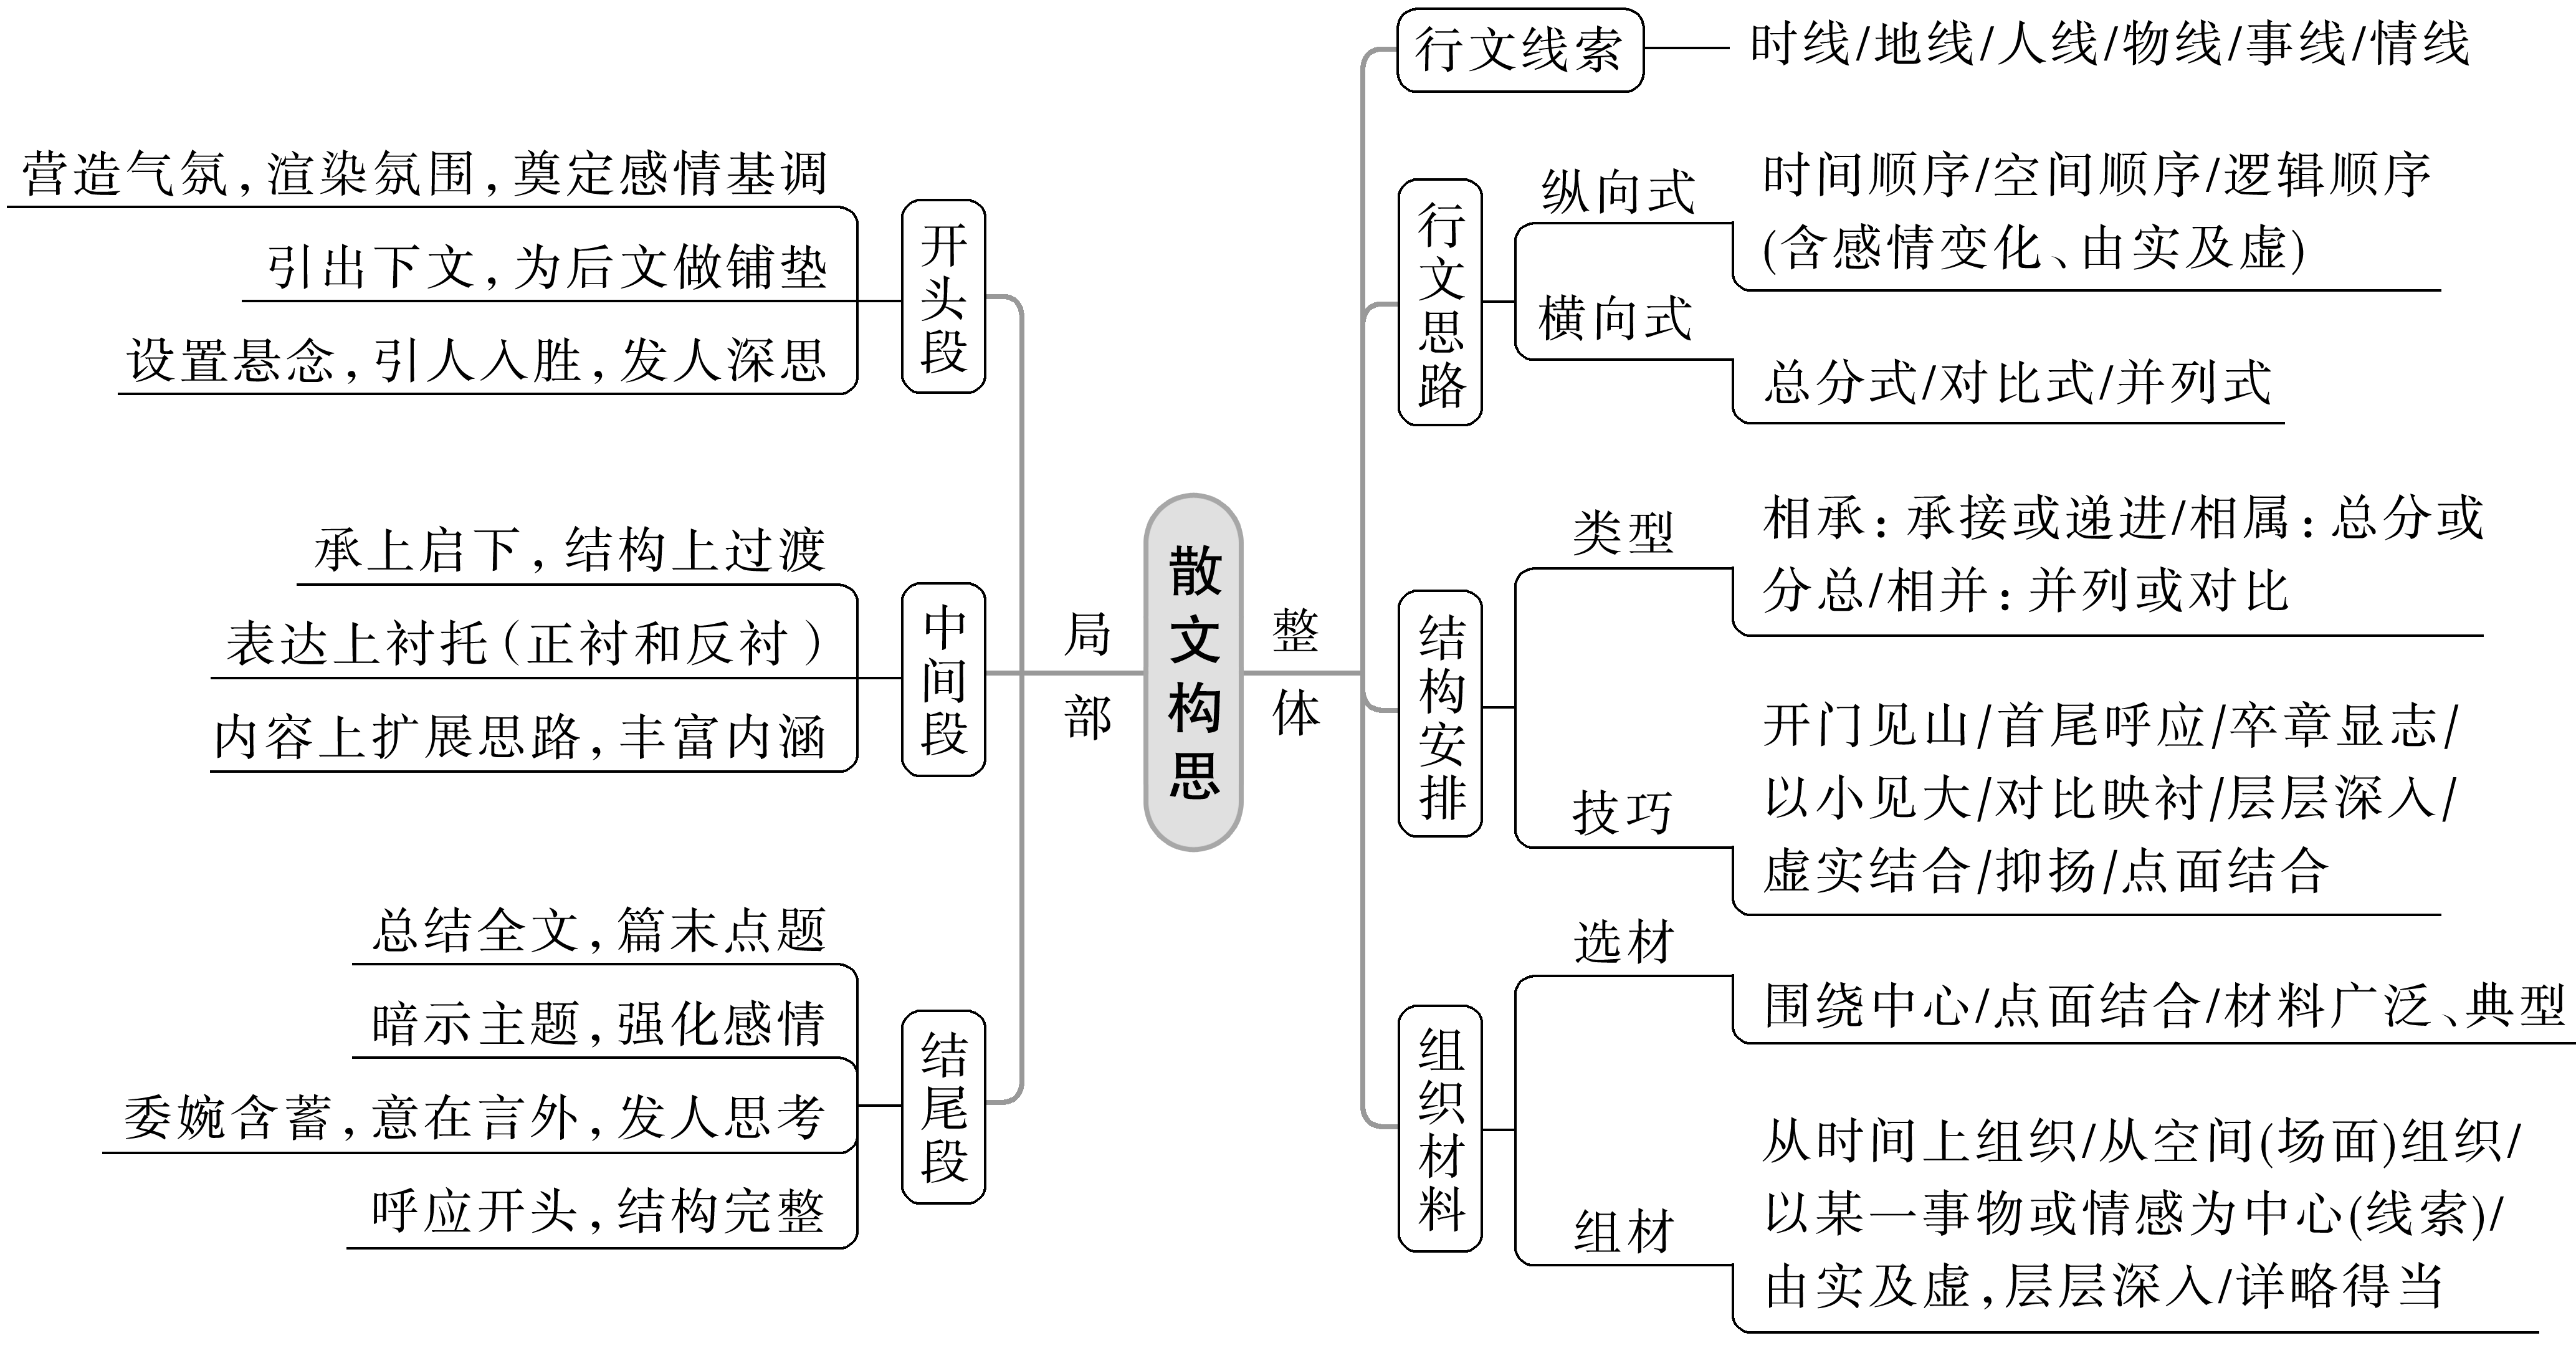 散文构思
局部
开头段
营造气氛,渲染氛围,奠定感情基调
引出下文,为后文做铺垫
设置悬念,引人入胜,发人深思
中间段
承上启下,结构上过渡
表达上衬托(正衬和反衬)
内容上扩展思路,丰富内涵
结尾段
总结全文,篇末点题
暗示主题,强化感情
委婉含蓄,意在言外,发人思考
呼应开头,结构完整
整体
行文线索
时线/地线/人线/物线/事线/情线
行文思路
纵向式
时间顺序/空间顺序/逻辑顺序
(含感情变化、由实及虚)
横向式
总分式/对比式/并列式
结构安排
类型
相承:承接或递进/相属:总分或
分总/相并:并列或对比
技巧
开门见山/首尾呼应/卒章显志/
以小见大/对比映衬/层层深入/
虚实结合/抑扬/点面结合
组织材料
选材
围绕中心/点面结合/材料广泛、典型
组材
从时间上组织/从空间(场面)组织/
以某一事物或情感为中心(线索)/
由实及虚,层层深入/详略得当